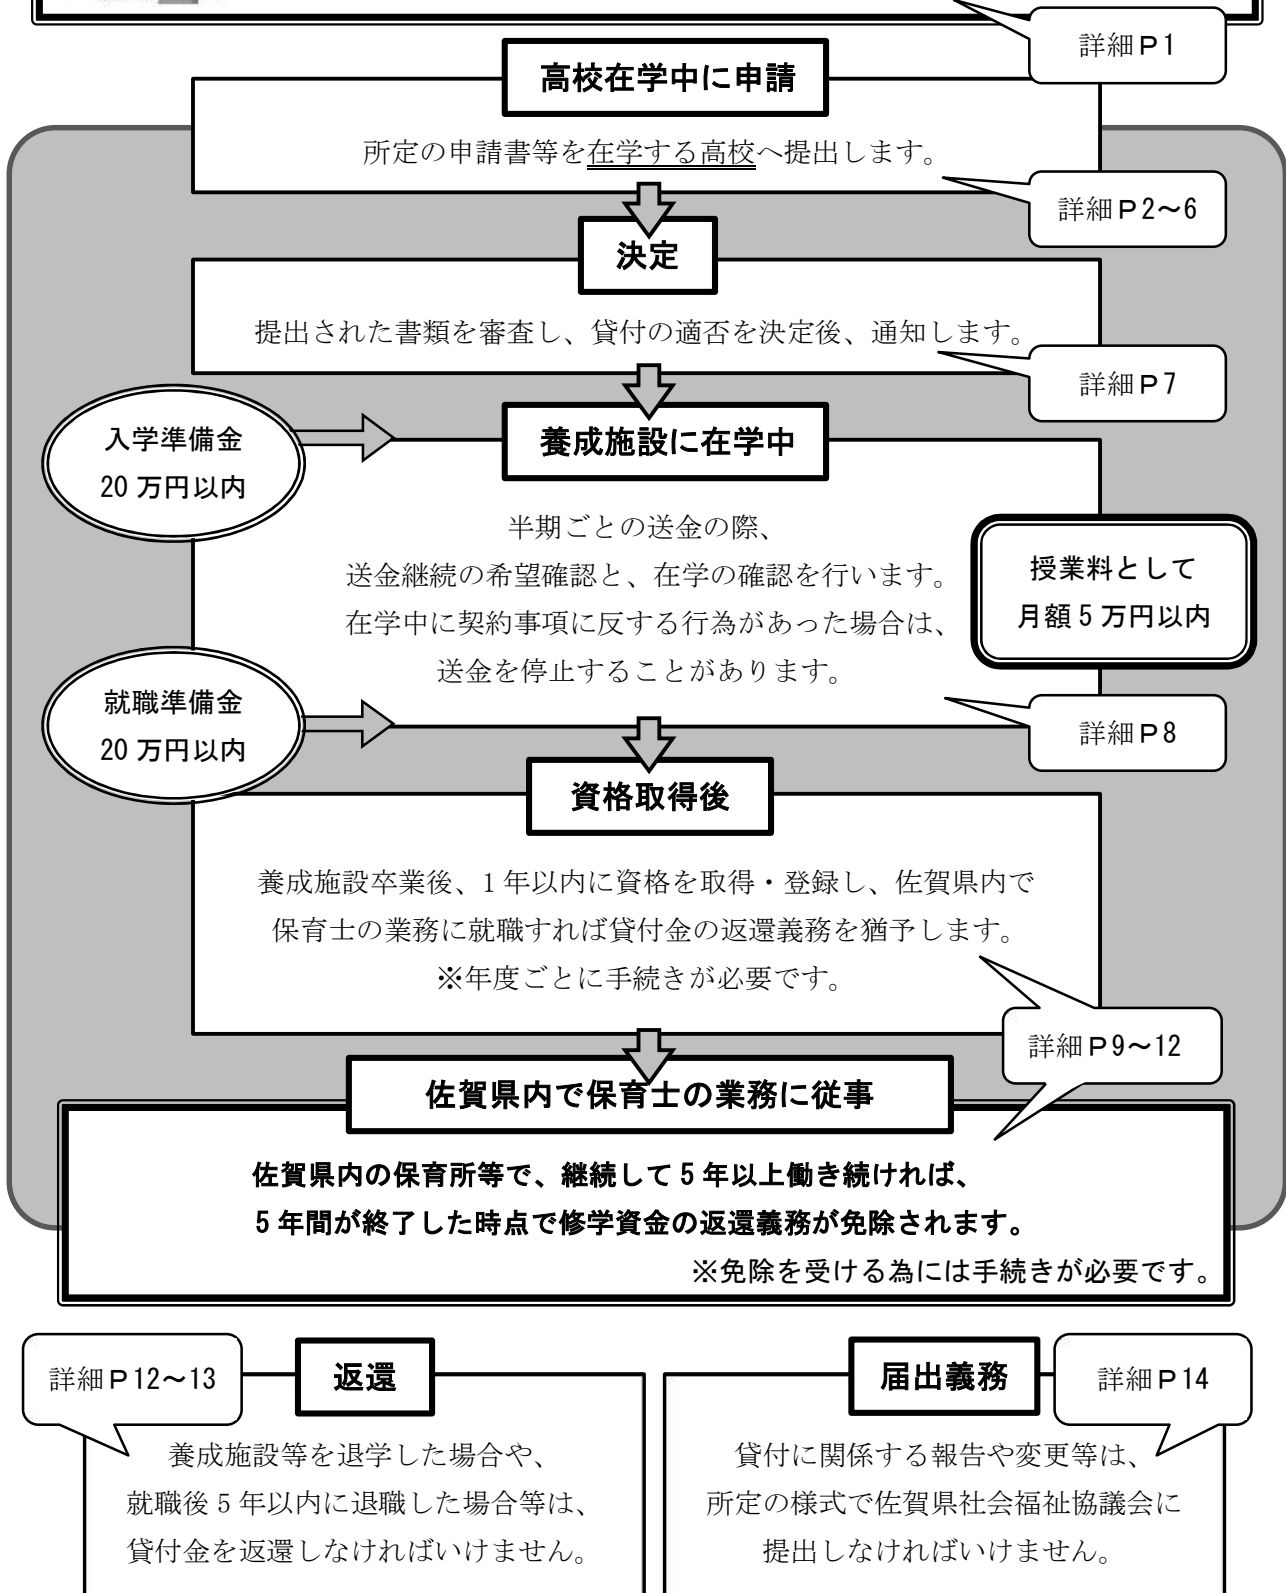 詳細P1
高校在学中に申請
所定の申請書等を在学する高校へ提出します。
詳細P2～6
決定
提出された書類を審査し、貸付の適否を決定後、通知します。
詳細P7
入学準備金
20万円以内
養成施設に在学中
半期ごとの送金の際、
送金継続の希望確認と、在学の確認を行います。
在学中に契約事項に反する行為があった場合は、
送金を停止することがあります。
授業料として
月額5万円以内
就職準備金
20万円以内
詳細P8
資格取得後
養成施設卒業後、1年以内に資格を取得・登録し、佐賀県内で
保育士の業務に就職すれば貸付金の返還義務を猶予します。
※年度ごとに手続きが必要です。
詳細P9～12
佐賀県内で保育士の業務に従事
佐賀県内の保育所等で、継続して5年以上働き続ければ、
5年間が終了した時点で修学資金の返還義務が免除されます。
※免除を受ける為には手続きが必要です。
詳細P12～13
返還
養成施設等を退学した場合や、
就職後5年以内に退職した場合等は、
貸付金を返還しなければいけません。
届出義務
詳細P14
貸付に関係する報告や変更等は、
所定の様式で佐賀県社会福祉協議会に
提出しなければいけません。